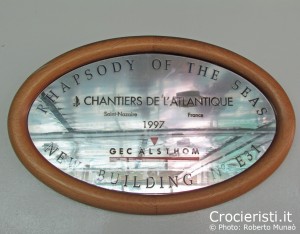 RHAPSODY OF THE SEAS
CHANTIERS DE L'ATLANTIQUE
Saint-Nazaire France
1997
GEC ALSTHOM
NEW BUILDING N° E31
Crocieristi.it
© Photo: Roberto Munaò